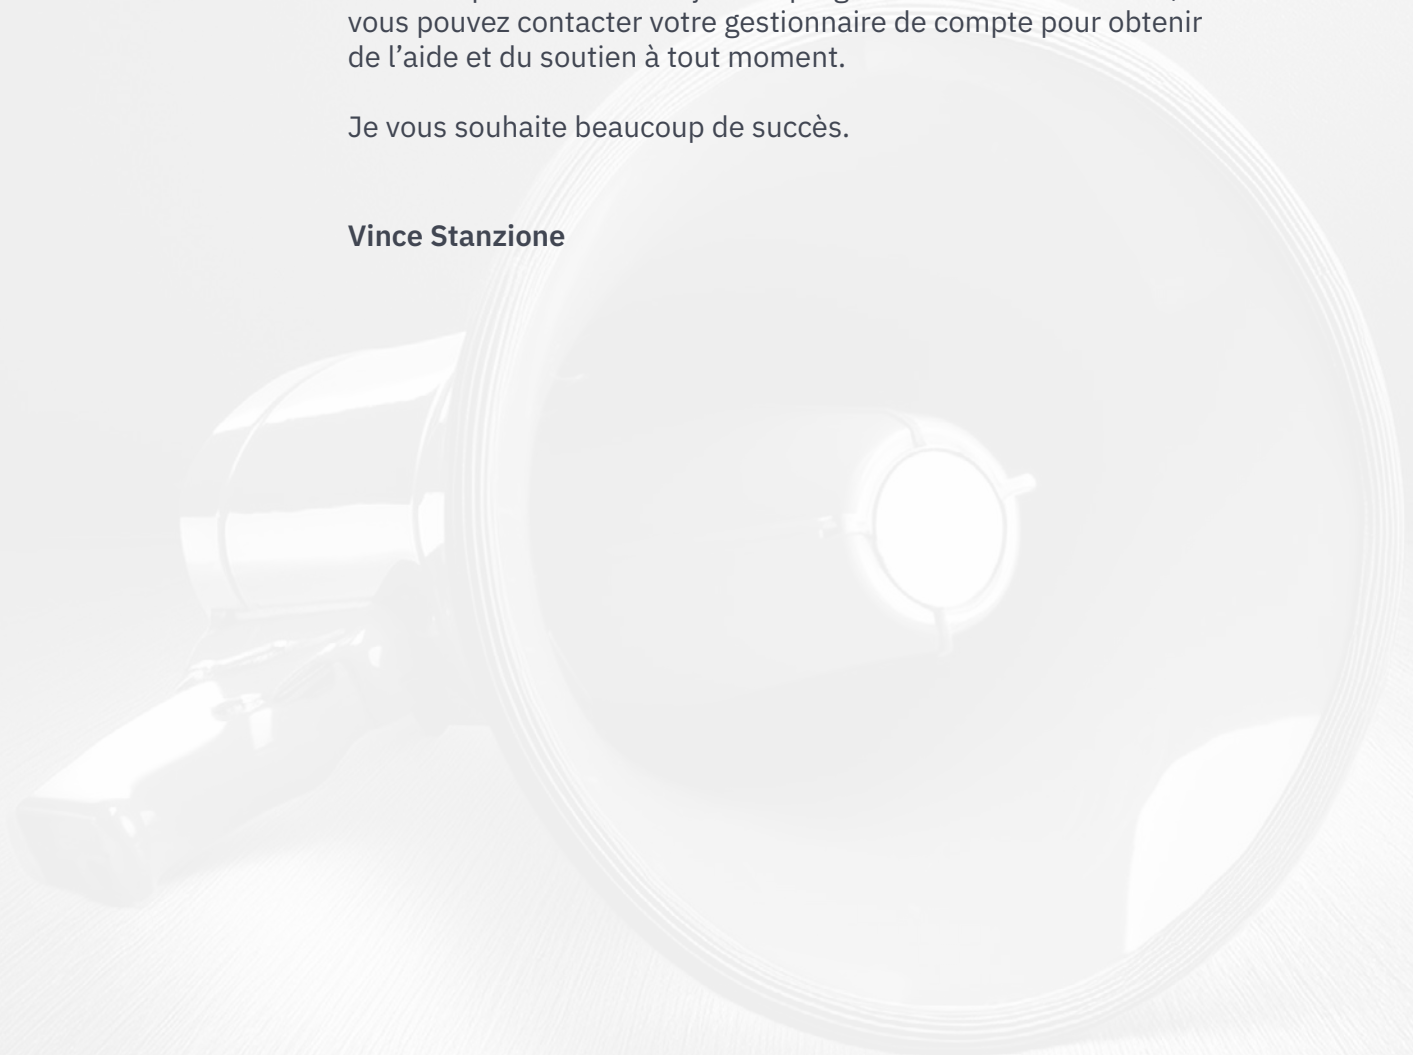 vous pouvez contacter votre gestionnaire de compte pour obtenir
de l’aide et du soutien à tout moment.
Je vous souhaite beaucoup de succès.
Vince Stanzione